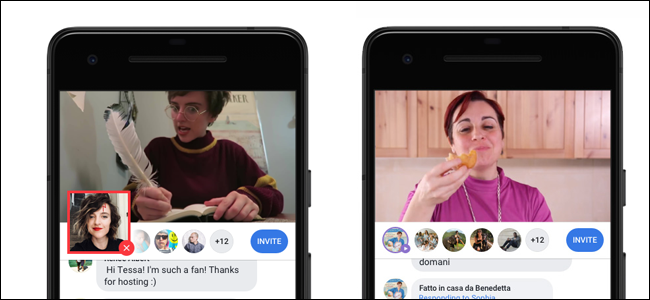 AKER
+12
INVITE
Hi Tessa! I'm such a fan! Thanks
for hosting :)
+12
INVITE
domani
Fatto in casa da Benedetta
Responding to Sophia